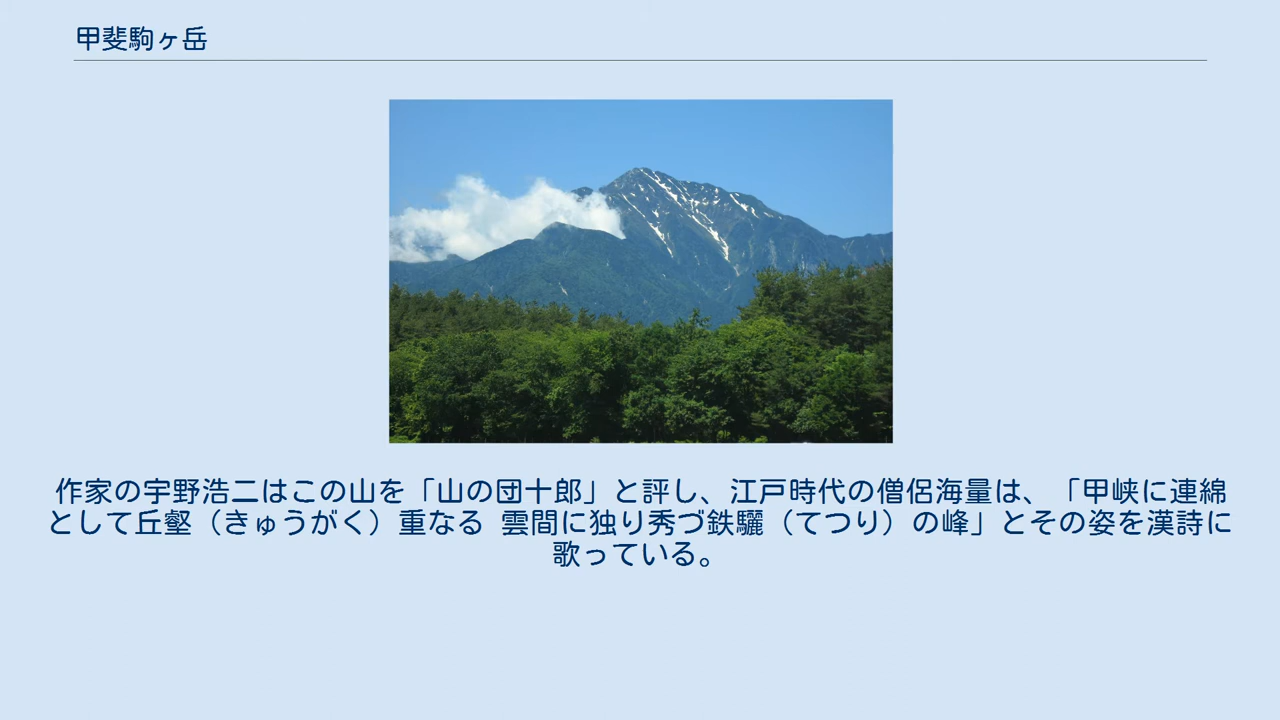 甲斐駒ヶ岳
作家の宇野浩二はこの山を「山の団十郎」と評し、江戸時代の僧侶海量は、「甲峡に連綿
として丘壑（きゅうがく）重なる 雲間に独り秀づ鉄驪（てつり）の峰」とその姿を漢詩に
歌っている。